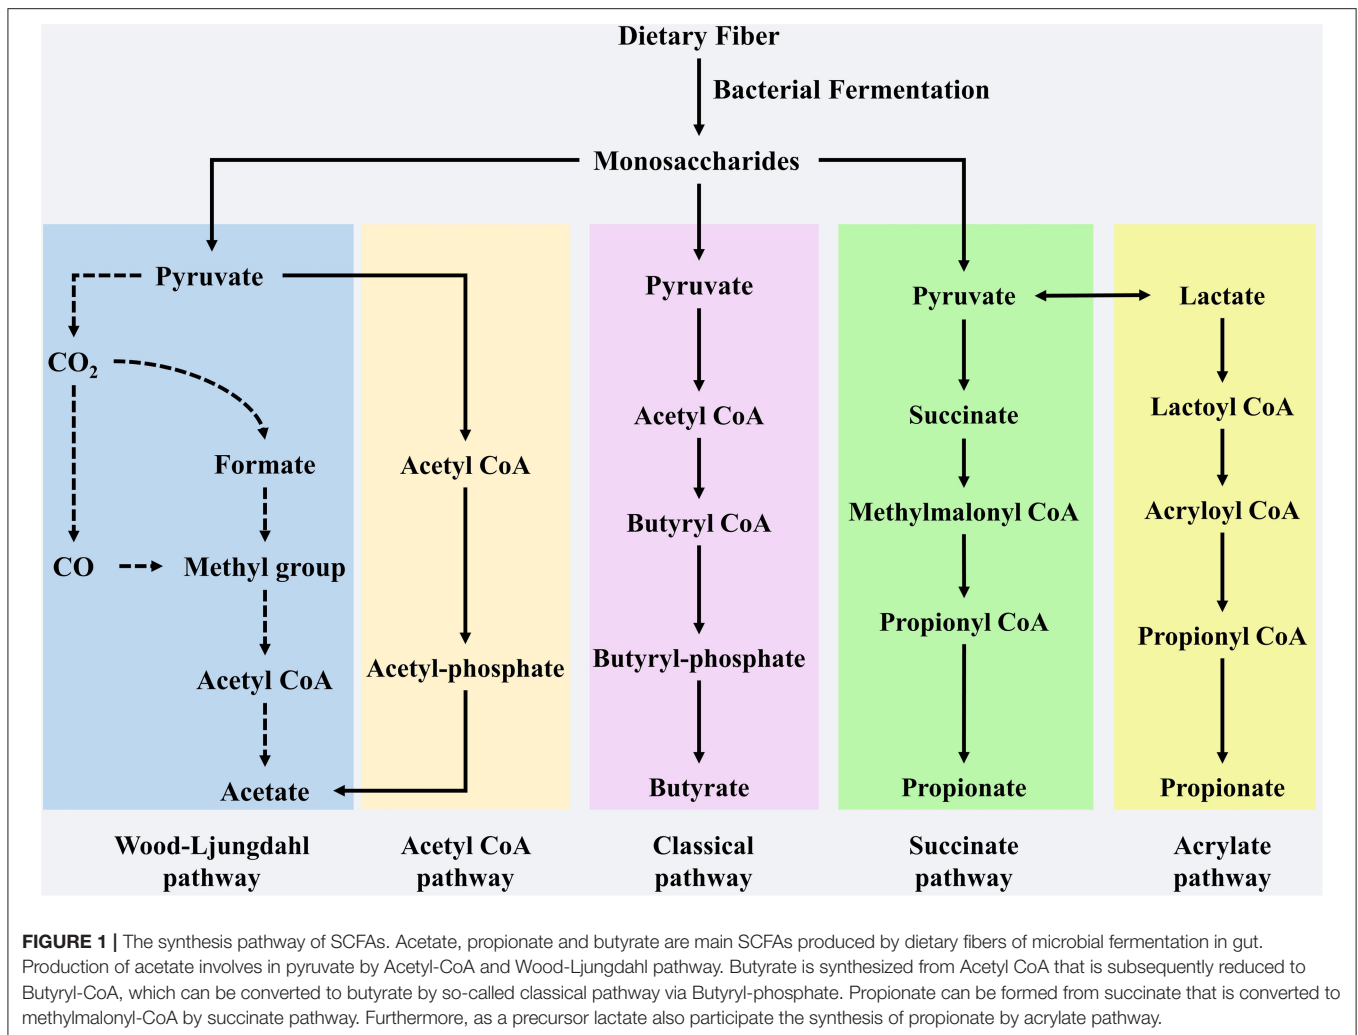 Dietary Fiber
Bacterial Fermentation
Monosaccharides
Pyruvate
CO₂
Formate
CO
Methyl group
Acetyl CoA
Acetate
Acetyl CoA
Acetyl-phosphate
Pyruvate
Acetyl CoA
Butyryl CoA
Butyryl-phosphate
Butyrate
Pyruvate
Succinate
Methylmalonyl CoA
Propionyl CoA
Propionate
Lactate
Lactoyl CoA
Acryloyl CoA
Propionyl CoA
Propionate
Wood-Ljungdahl
pathway
Acetyl CoA
pathway
Classical
pathway
Succinate
pathway
Acrylate
pathway
FIGURE 1 | The synthesis pathway of SCFAs. Acetate, propionate and butyrate are main SCFAs produced by dietary fibers of microbial fermentation in gut.
Production of acetate involves in pyruvate by Acetyl-CoA and Wood-Ljungdahl pathway. Butyrate is synthesized from Acetyl CoA that is subsequently reduced to
Butyryl-CoA, which can be converted to butyrate by so-called classical pathway via Butyryl-phosphate. Propionate can be formed from succinate that is converted to
methylmalonyl-CoA by succinate pathway. Furthermore, as a precursor lactate also participate the synthesis of propionate by acrylate pathway.